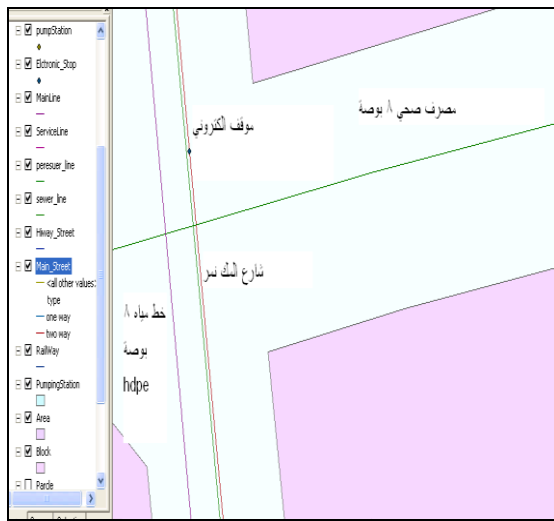 pumpStation
Elctronic_Stop
MainLine
ServiceLine
peresuer_line
sewer_line
Hiway_Street
Main_Street
<all other values>
type
one way
two way
RailWay
PumpingStation
Area
Block
Parcle
موقف الكتروني
مصرف صحي ٨ بوصة
شارع الملك نمر
خط مياه ٨
بوصة
hdpe